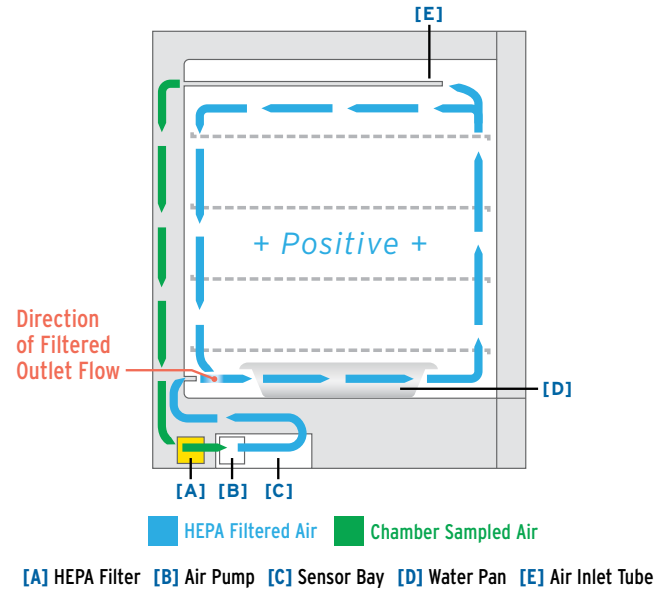 [E]
+ Positive +
Direction
of Filtered
Outlet Flow
[D]
[A] [B] [C]
HEPA Filtered Air Chamber Sampled Air
[A] HEPA Filter [B] Air Pump [C] Sensor Bay [D] Water Pan [E] Air Inlet Tube